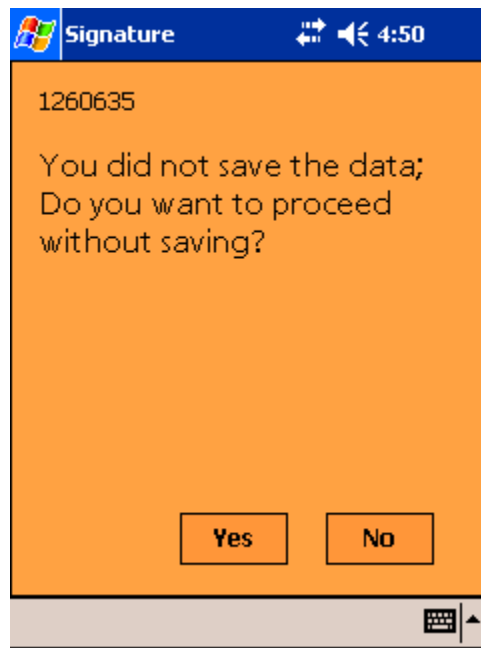 Signature 4:50
1260635
You did not save the data;
Do you want to proceed
without saving?
Yes No